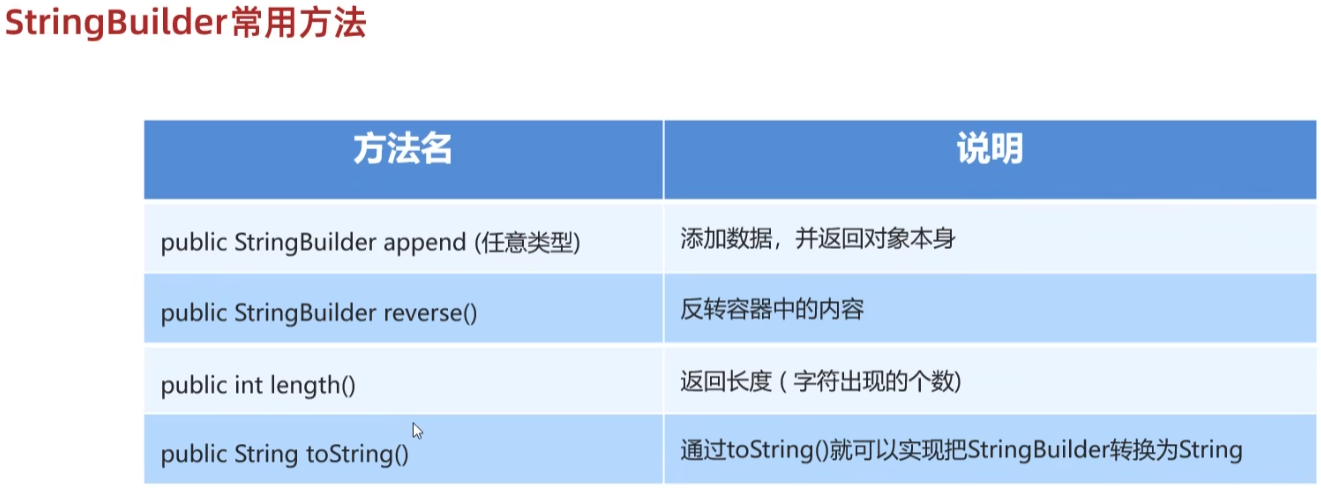 StringBuilder常用方法
方法名 说明
public StringBuilder append (任意类型) 添加数据，并返回对象本身
public StringBuilder reverse() 反转容器中的内容
public int length() 返回长度 ( 字符出现的个数)
public String toString() 通过toString()就可以实现把StringBuilder转换为String